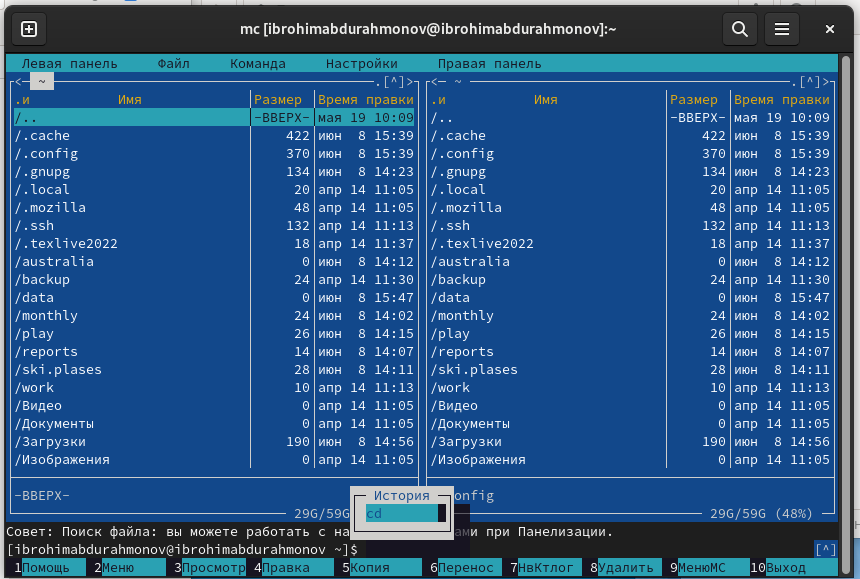 mc [ibrohimabdurahmonov@ibrohimabdurahmonov]:~
Левая панель Файл Команда Настройки Правая панель
<— ~ .[^]> <— ~ .[^]>
.и Имя Размер Время правки .и Имя Размер Время правки
/.. -ВВЕРХ- мая 19 10:09 /.. -ВВЕРХ- мая 19 10:09
/.cache 422 июн 8 15:39 /.cache 422 июн 8 15:39
/.config 370 июн 8 15:39 /.config 370 июн 8 15:39
/.gnupg 134 июн 8 14:23 /.gnupg 134 июн 8 14:23
/.local 20 апр 14 11:05 /.local 20 апр 14 11:05
/.mozilla 48 апр 14 11:05 /.mozilla 48 апр 14 11:05
/.ssh 132 апр 14 11:13 /.ssh 132 апр 14 11:13
/.texlive2022 18 апр 14 11:37 /.texlive2022 18 апр 14 11:37
/australia 0 июн 8 14:12 /australia 0 июн 8 14:12
/backup 24 апр 14 11:30 /backup 24 апр 14 11:30
/data 0 июн 8 15:47 /data 0 июн 8 15:47
/monthly 24 июн 8 14:02 /monthly 24 июн 8 14:02
/play 26 июн 8 14:15 /play 26 июн 8 14:15
/reports 14 июн 8 14:07 /reports 14 июн 8 14:07
/ski.plases 28 июн 8 14:11 /ski.plases 28 июн 8 14:11
/work 10 апр 14 11:13 /work 10 апр 14 11:13
/Видео 0 апр 14 11:05 /Видео 0 апр 14 11:05
/Документы 0 апр 14 11:05 /Документы 0 апр 14 11:05
/Загрузки 190 июн 8 14:56 /Загрузки 190 июн 8 14:56
/Изображения 0 апр 14 11:05 /Изображения 0 апр 14 11:05
-ВВЕРХ- История onfig
cd
29G/59G 29G/59G (48%)
Совет: Поиск файла: вы можете работать с на ами при Панелизации.
[ibrohimabdurahmonov@ibrohimabdurahmonov ~]$ [^]
1Помощь 2Меню 3Просмотр 4Правка 5Копия 6Перенос 7НвКтлог 8Удалить 9МенюMC 10Выход